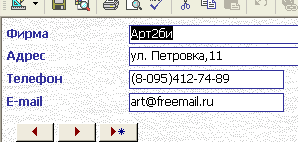 Фирма Арт2би
Адрес ул. Петровка,11
Телефон (8-095)412-74-89
E-mail art@freemail.ru